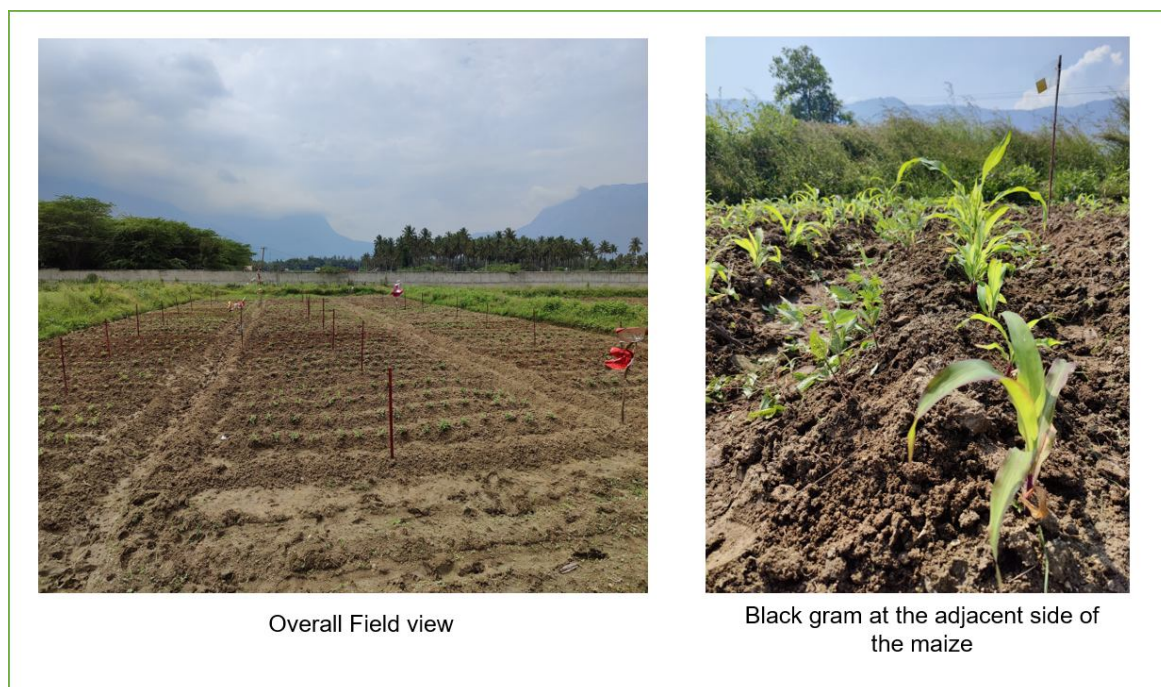 Overall Field view
Black gram at the adjacent side of
the maize